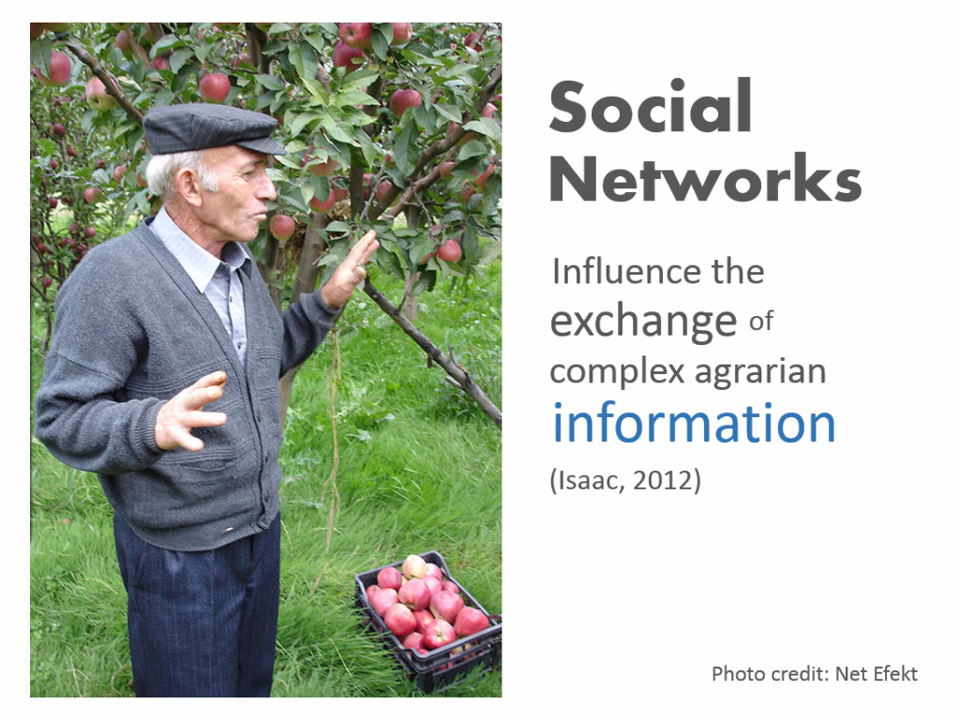 Social
Networks
Influence the
exchange of
complex agrarian
information
(Isaac, 2012)
Photo credit: Net Efekt